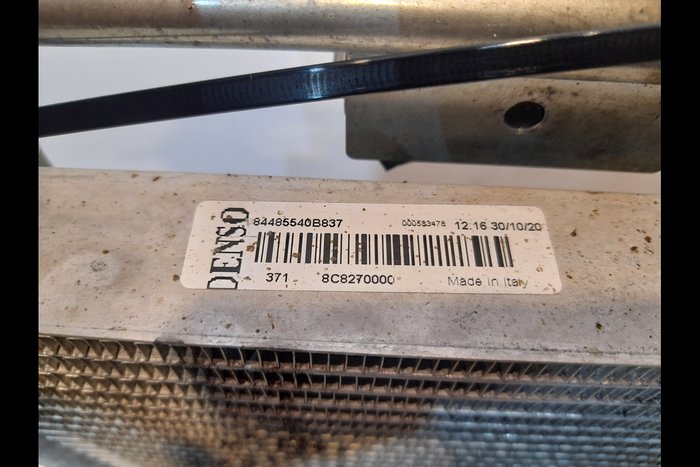 DENSO
84485540B837 000583478 12.16 30/10/20
371 8C8270000 Made in Italy